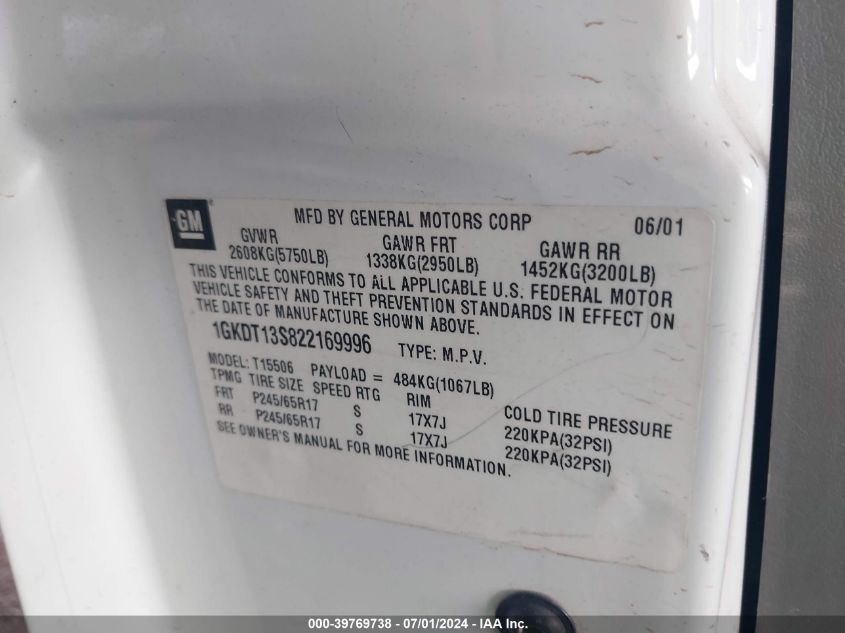 GM
MFD BY GENERAL MOTORS CORP 06/01
GVWR GAWR FRT GAWR RR
2608KG(5750LB) 1338KG(2950LB) 1452KG(3200LB)
THIS VEHICLE CONFORMS TO ALL APPLICABLE U.S. FEDERAL MOTOR
VEHICLE SAFETY AND THEFT PREVENTION STANDARDS IN EFFECT ON
THE DATE OF MANUFACTURE SHOWN ABOVE.
1GKDT13S822169996 TYPE: M.P.V.
MODEL: T15506 PAYLOAD = 484KG(1067LB)
TPMG TIRE SIZE SPEED RTG RIM COLD TIRE PRESSURE
FRT P245/65R17 S 17X7J 220KPA(32PSI)
RR P245/65R17 S 17X7J 220KPA(32PSI)
SEE OWNER'S MANUAL FOR MORE INFORMATION.
000-39769738 - 07/01/2024 - IAA Inc.